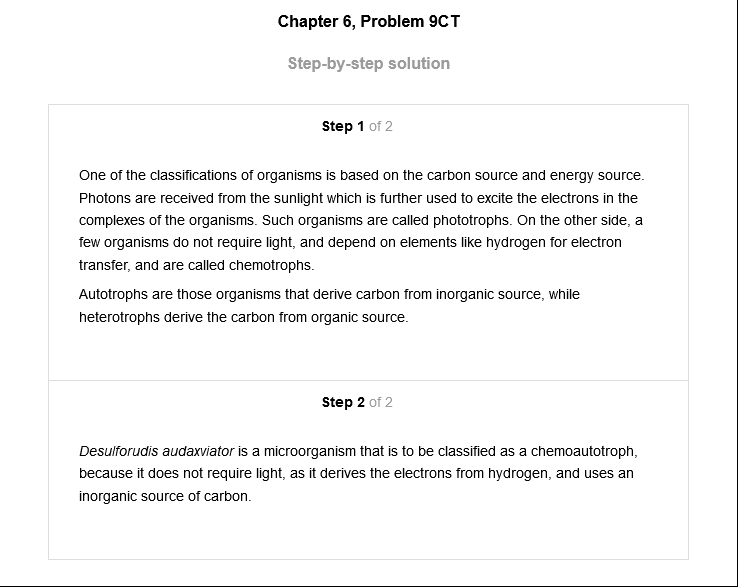 Chapter 6, Problem 9CT
Step-by-step solution
Step 1 of 2
One of the classifications of organisms is based on the carbon source and energy source.
Photons are received from the sunlight which is further used to excite the electrons in the
complexes of the organisms. Such organisms are called phototrophs. On the other side, a
few organisms do not require light, and depend on elements like hydrogen for electron
transfer, and are called chemotrophs.
Autotrophs are those organisms that derive carbon from inorganic source, while
heterotrophs derive the carbon from organic source.
Step 2 of 2
Desulforudis audaxviator is a microorganism that is to be classified as a chemoautotroph,
because it does not require light, as it derives the electrons from hydrogen, and uses an
inorganic source of carbon.